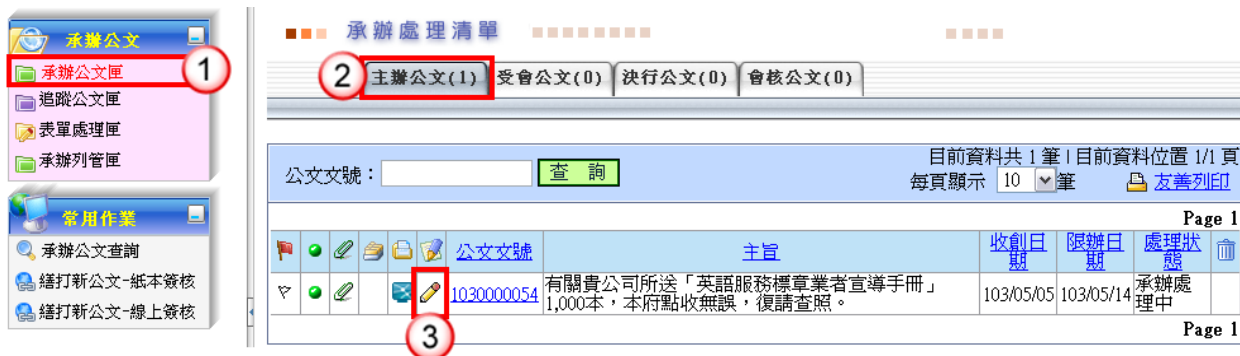 承辦公文
承辦公文匣
1
追蹤公文匣
表單處理匣
承辦列管匣
常用作業
承辦公文查詢
繕打新公文-紙本簽核
繕打新公文-線上簽核
承辦處理清單
2
主辦公文(1)
受會公文(0)
決行公文(0)
會核公文(0)
公文文號：
查 詢
目前資料共 1 筆 | 目前資料位置 1/1 頁
每頁顯示 10 筆
友善列印
Page 1
公文文號
主旨
收創日期
限辦日期
處理狀態
1030000054
有關貴公司所送「英語服務標章業者宣導手冊」
1,000本，本府點收無誤，復請查照。
103/05/05
103/05/14
承辦處
理中
3
Page 1